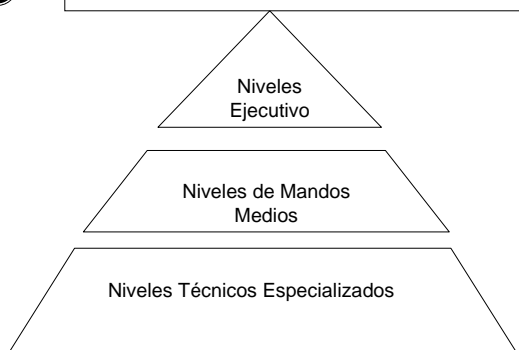 Niveles
Ejecutivo
Niveles de Mandos
Medios
Niveles Técnicos Especializados